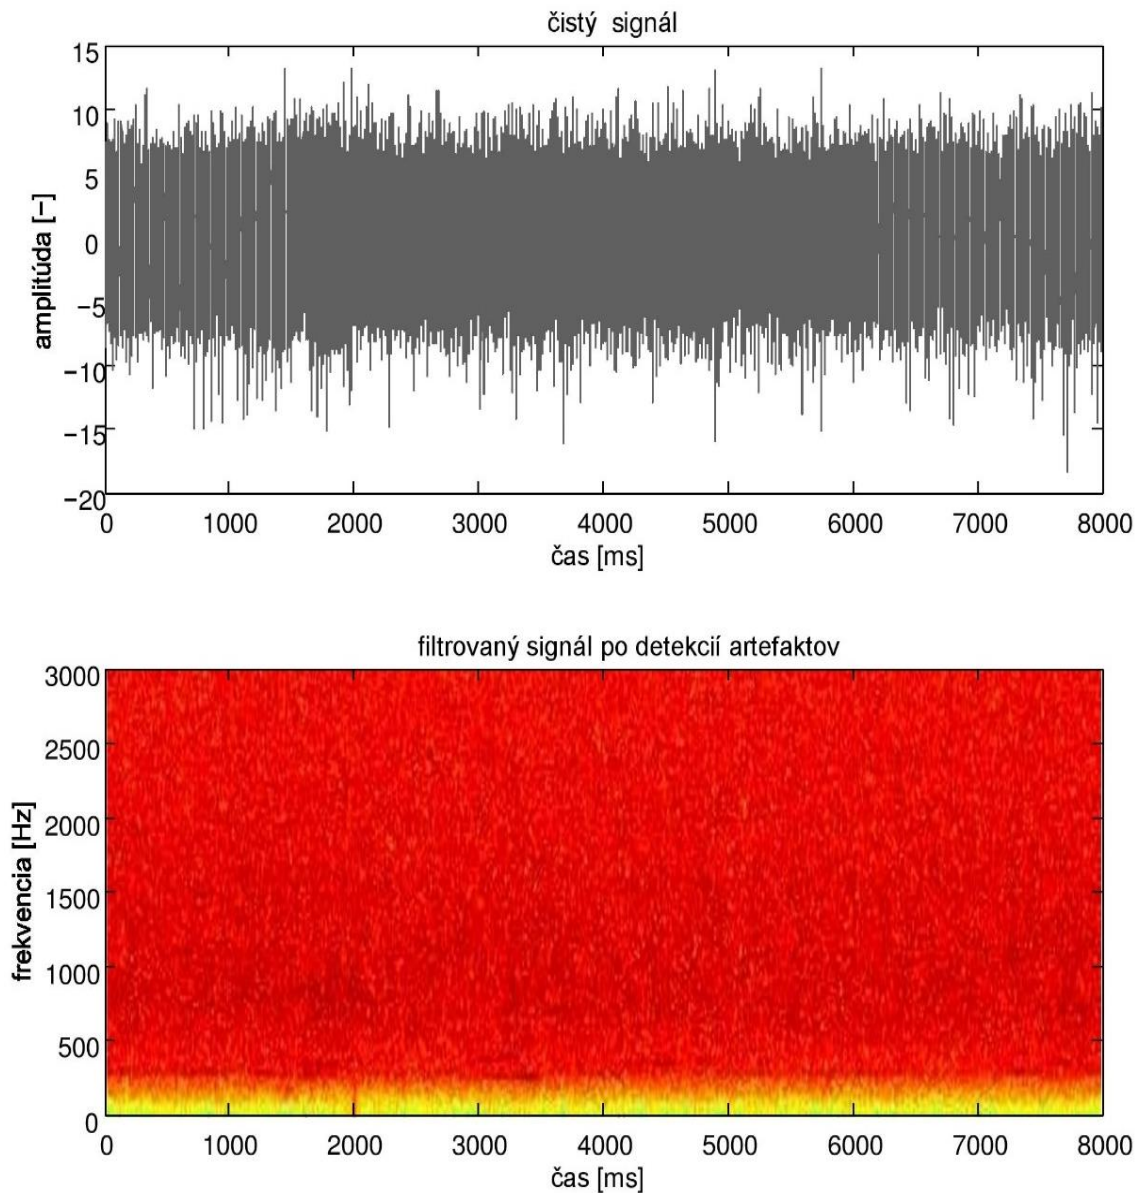 čistý signál
15
10
5
0
−5
−10
−15
−20
amplitúda [−]
0 1000 2000 3000 4000 5000 6000 7000 8000
čas [ms]
filtrovaný signál po detekcií artefaktov
3000
2500
2000
1500
1000
500
0
frekvencia [Hz]
0 1000 2000 3000 4000 5000 6000 7000 8000
čas [ms]